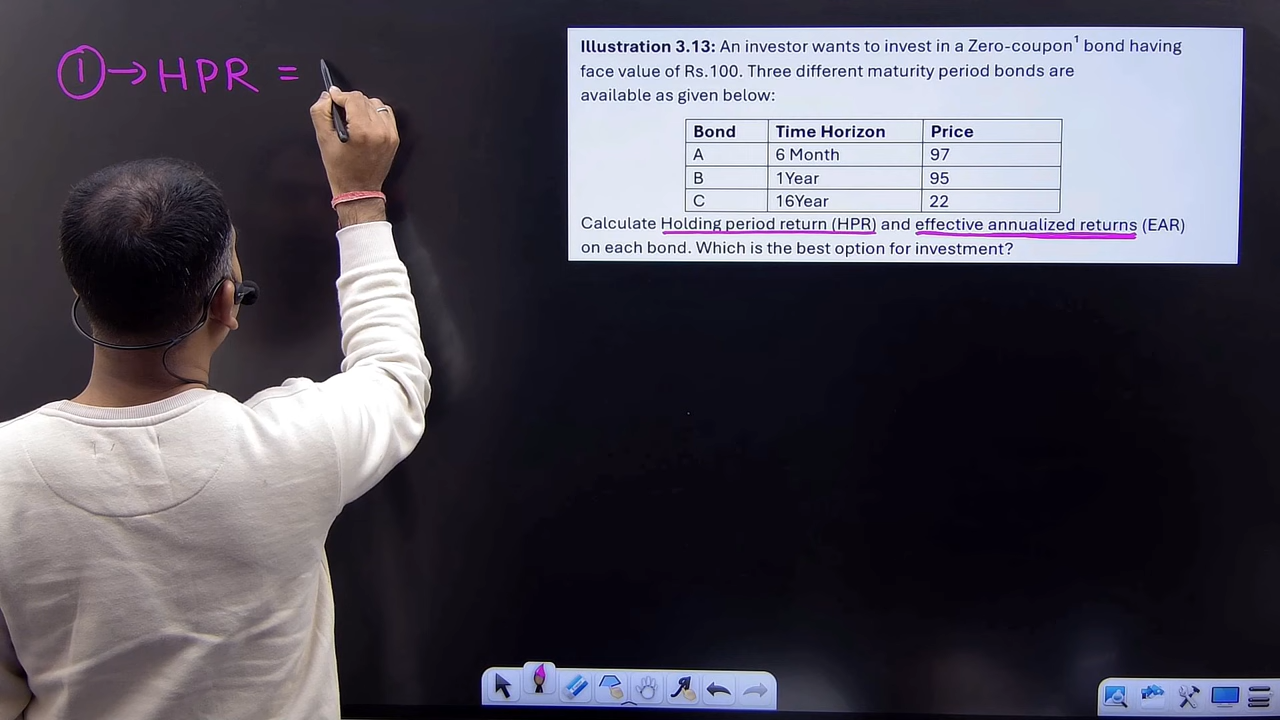 ① → HPR =
Illustration 3.13: An investor wants to invest in a Zero-coupon¹ bond having
face value of Rs.100. Three different maturity period bonds are
available as given below:
Bond Time Horizon Price
A 6 Month 97
B 1Year 95
C 16Year 22
Calculate Holding period return (HPR) and effective annualized returns (EAR)
on each bond. Which is the best option for investment?